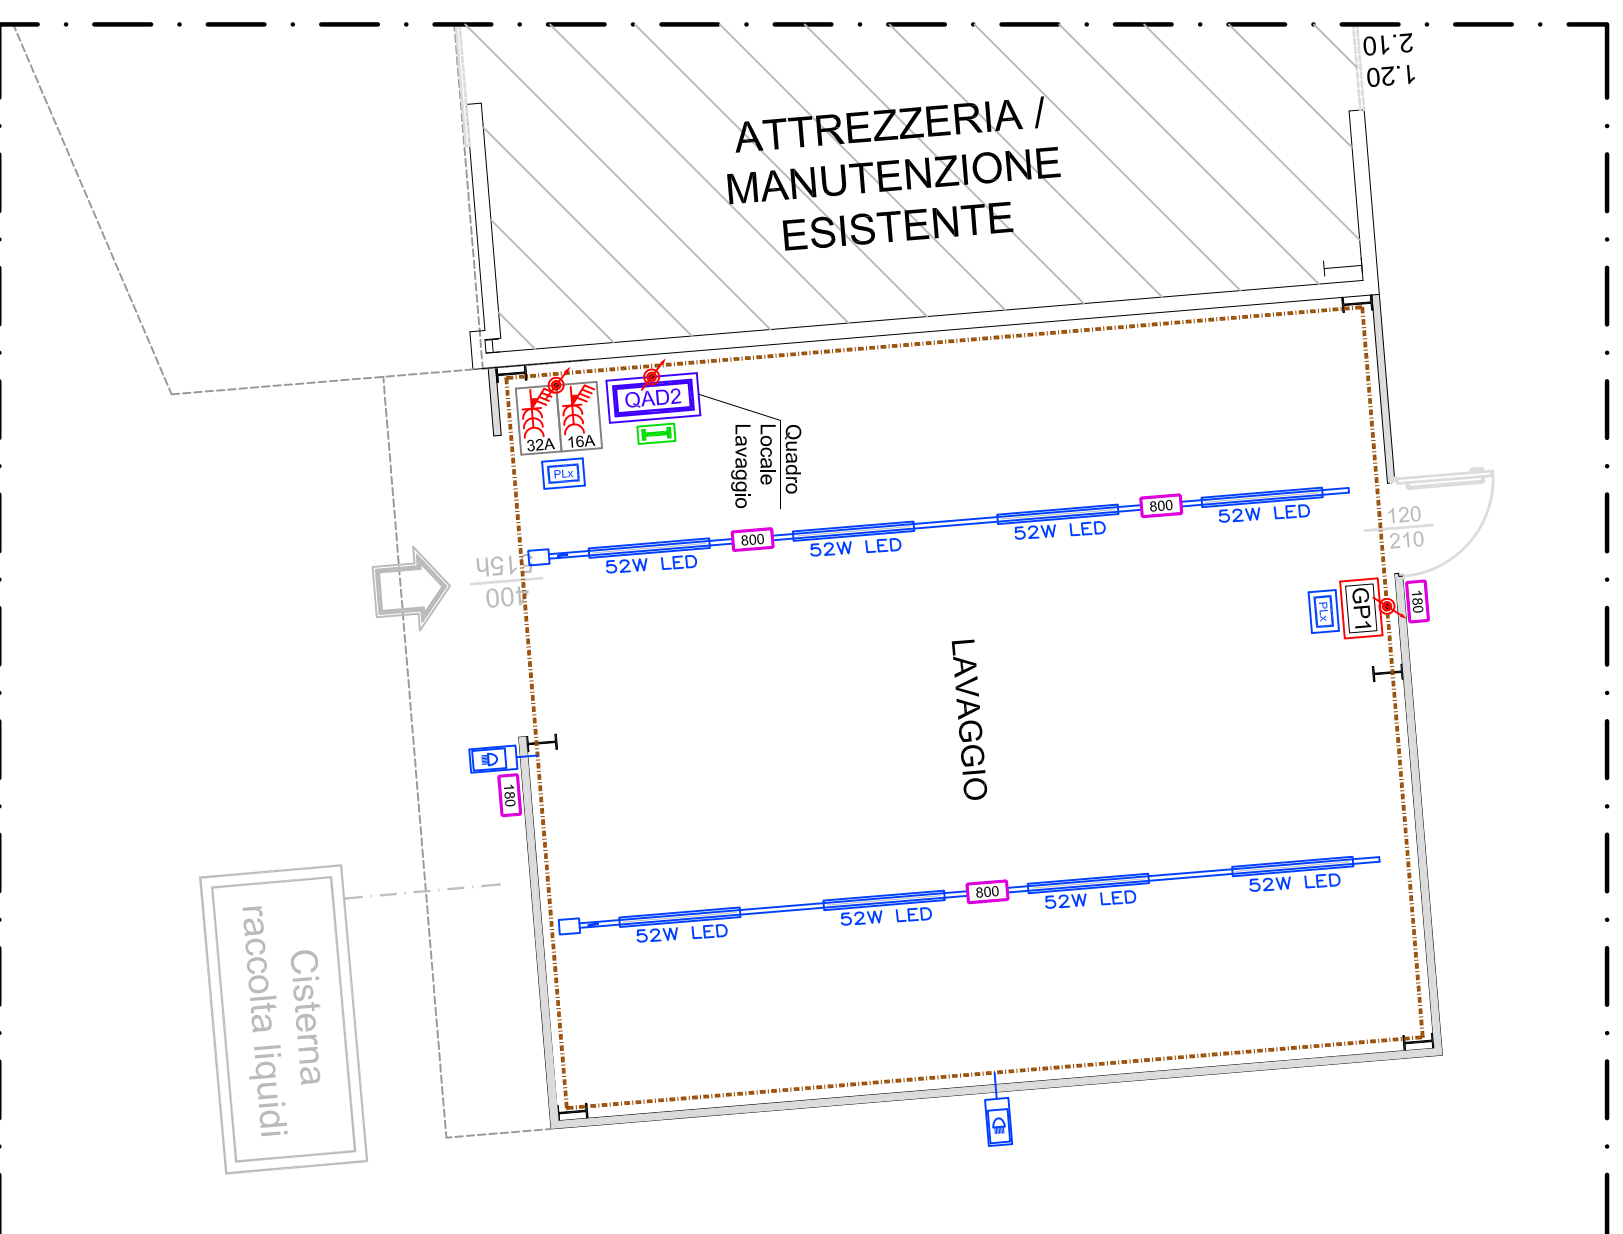 2.10
1.20
ATTREZZERIA /
MANUTENZIONE
ESISTENTE
QAD2
32A
16A
PLx
Quadro
Locale
Lavaggio
800
800
52W LED
52W LED
52W LED
52W LED
120
210
515h
400
GP1
PLx
180
LAVAGGIO
180
800
52W LED
52W LED
52W LED
52W LED
Cisterna
raccolta liquidi